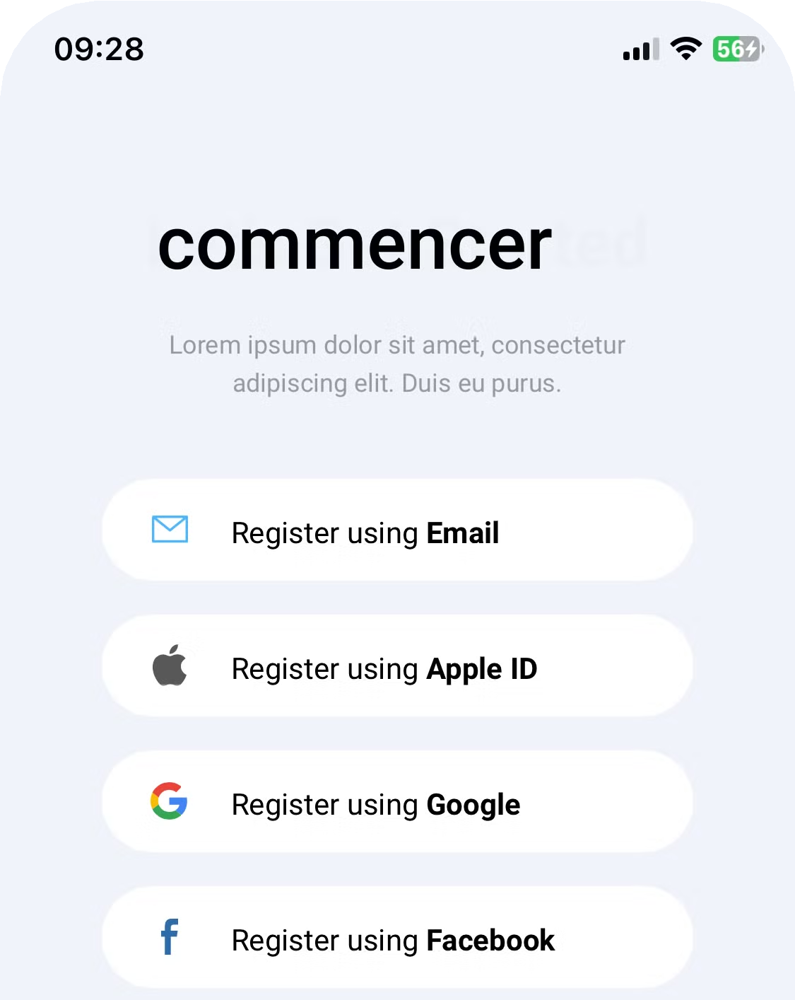 09:28
56
commencer
Lorem ipsum dolor sit amet, consectetur
adipiscing elit. Duis eu purus.
Register using Email
Register using Apple ID
Register using Google
Register using Facebook